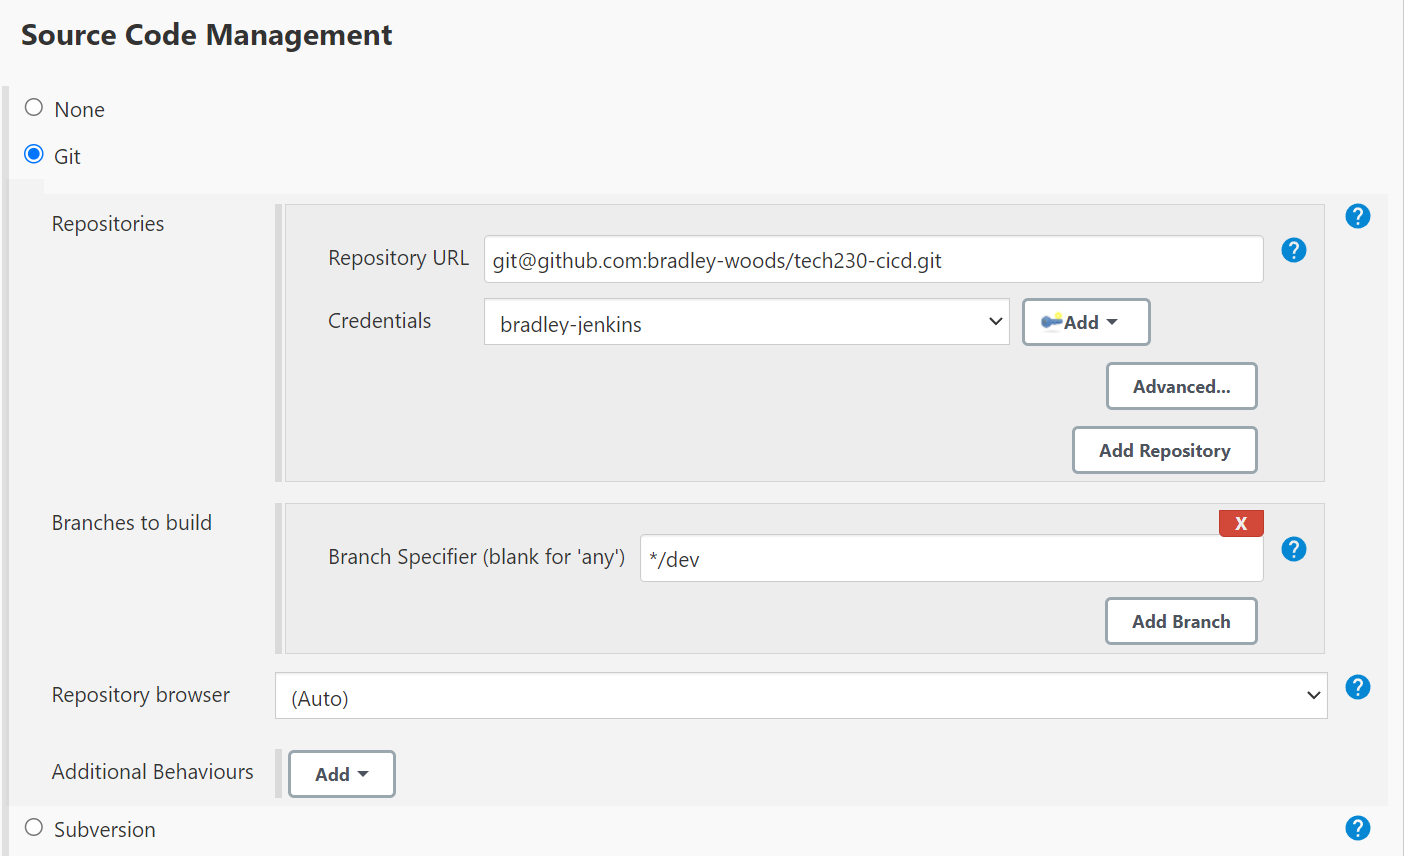 Source Code Management
None
Git
Repositories
?
Repository URL git@github.com:bradley-woods/tech230-cicd.git ?
Credentials bradley-jenkins Add
Advanced...
Add Repository
Branches to build
X
Branch Specifier (blank for 'any') */dev ?
Add Branch
Repository browser (Auto) ?
Additional Behaviours Add
Subversion ?